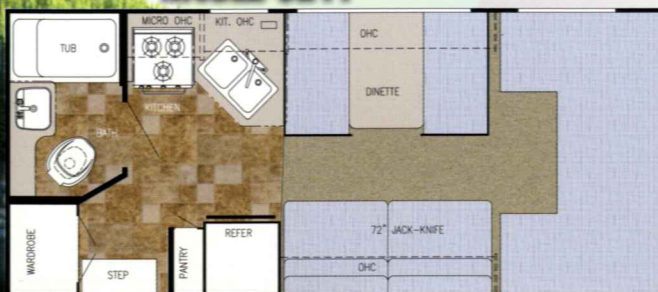 MICRO OHC
KIT. OHC
OHC
TUB
DINETTE
KITCHEN
BATH
WARDROBE
STEP
PANTRY
REFER
72" JACK-KNIFE
OHC